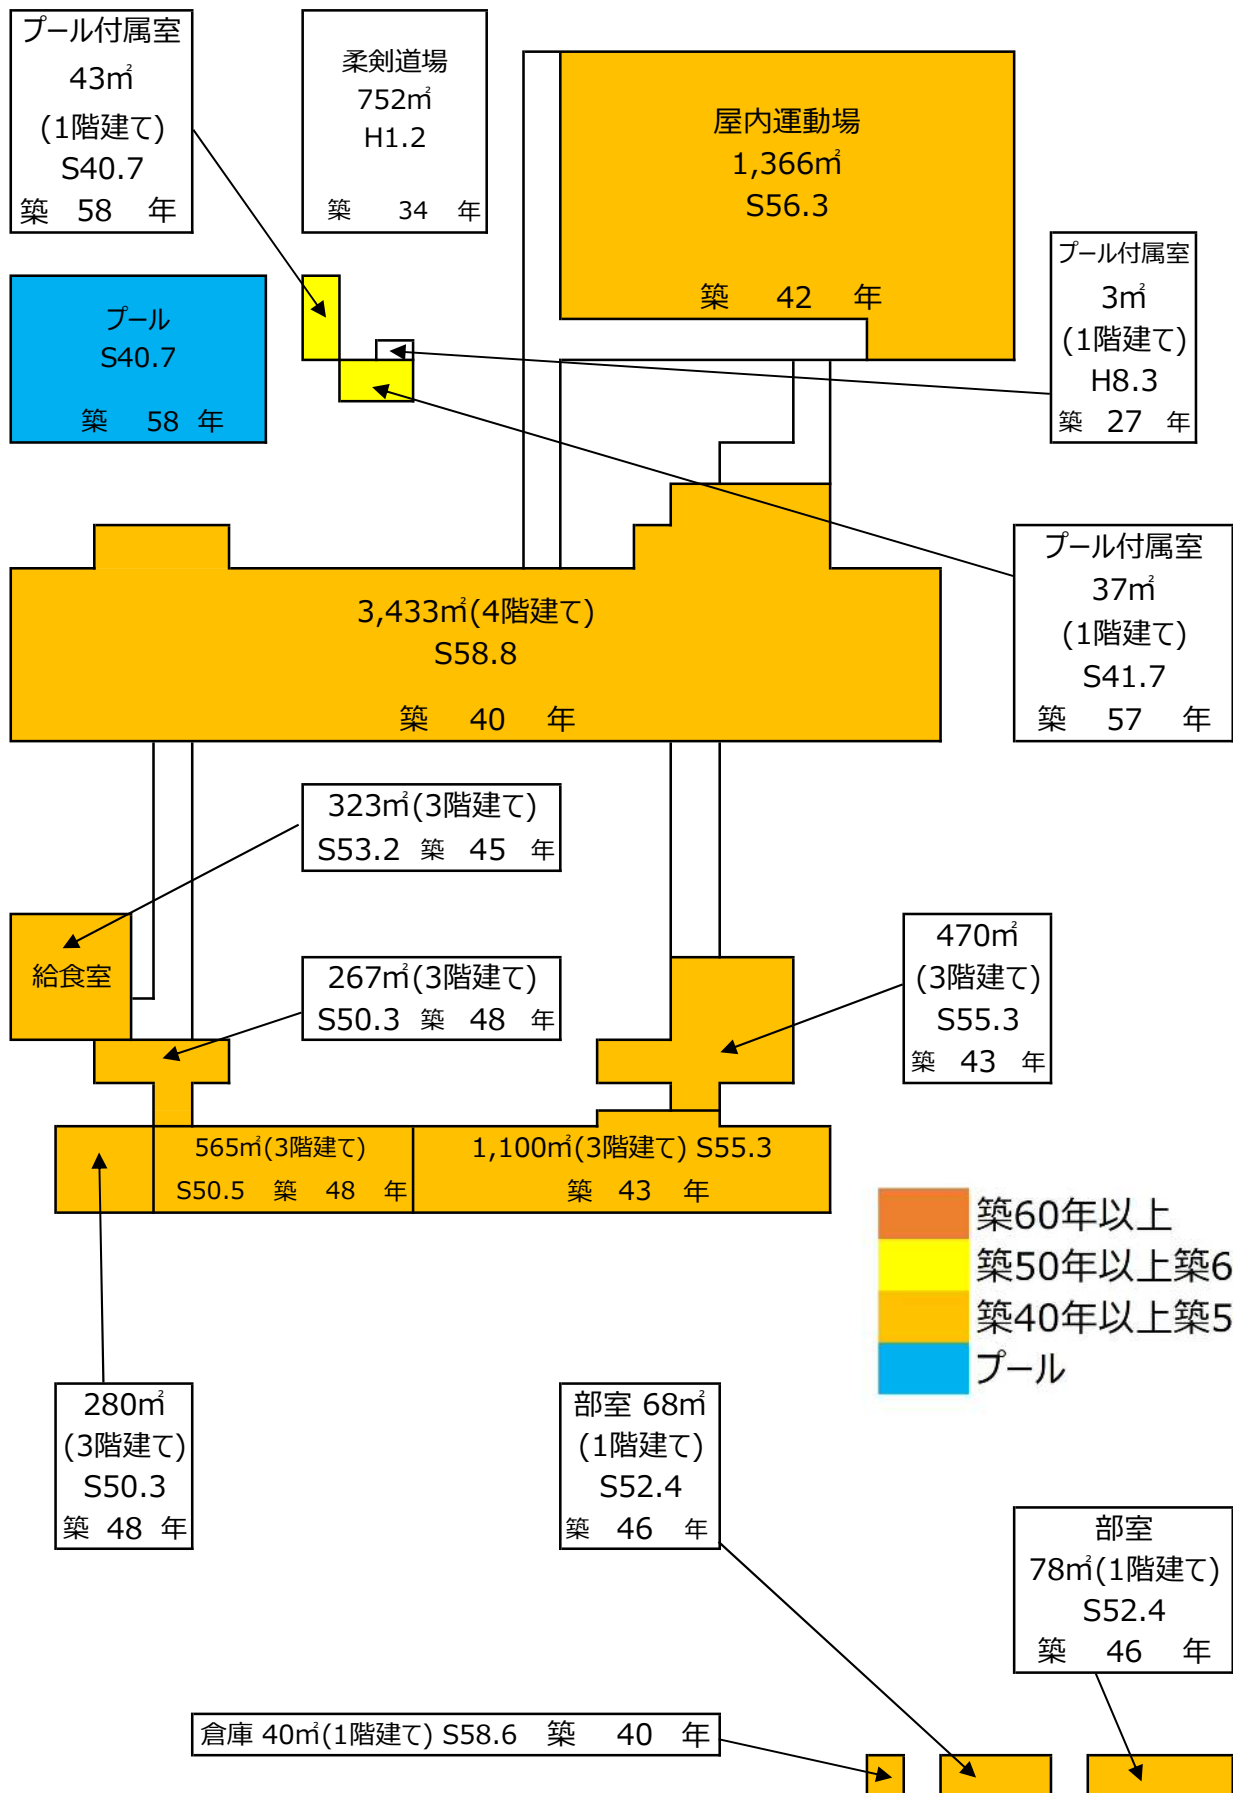 プール付属室
43㎡
(1階建て)
S40.7
築 58 年
柔剣道場
752㎡
H1.2
築 34 年
屋内運動場
1,366㎡
S56.3
築 42 年
プール付属室
3㎡
(1階建て)
H8.3
築 27 年
プール
S40.7
築 58 年
プール付属室
37㎡
(1階建て)
S41.7
築 57 年
3,433㎡(4階建て)
S58.8
築 40 年
323㎡(3階建て)
S53.2 築 45 年
給食室
267㎡(3階建て)
S50.3 築 48 年
470㎡
(3階建て)
S55.3
築 43 年
565㎡(3階建て)
S50.5 築 48 年
1,100㎡(3階建て) S55.3
築 43 年
築60年以上
築50年以上築6
築40年以上築5
プール
280㎡
(3階建て)
S50.3
築 48 年
部室 68㎡
(1階建て)
S52.4
築 46 年
部室
78㎡(1階建て)
S52.4
築 46 年
倉庫 40㎡(1階建て) S58.6 築 40 年